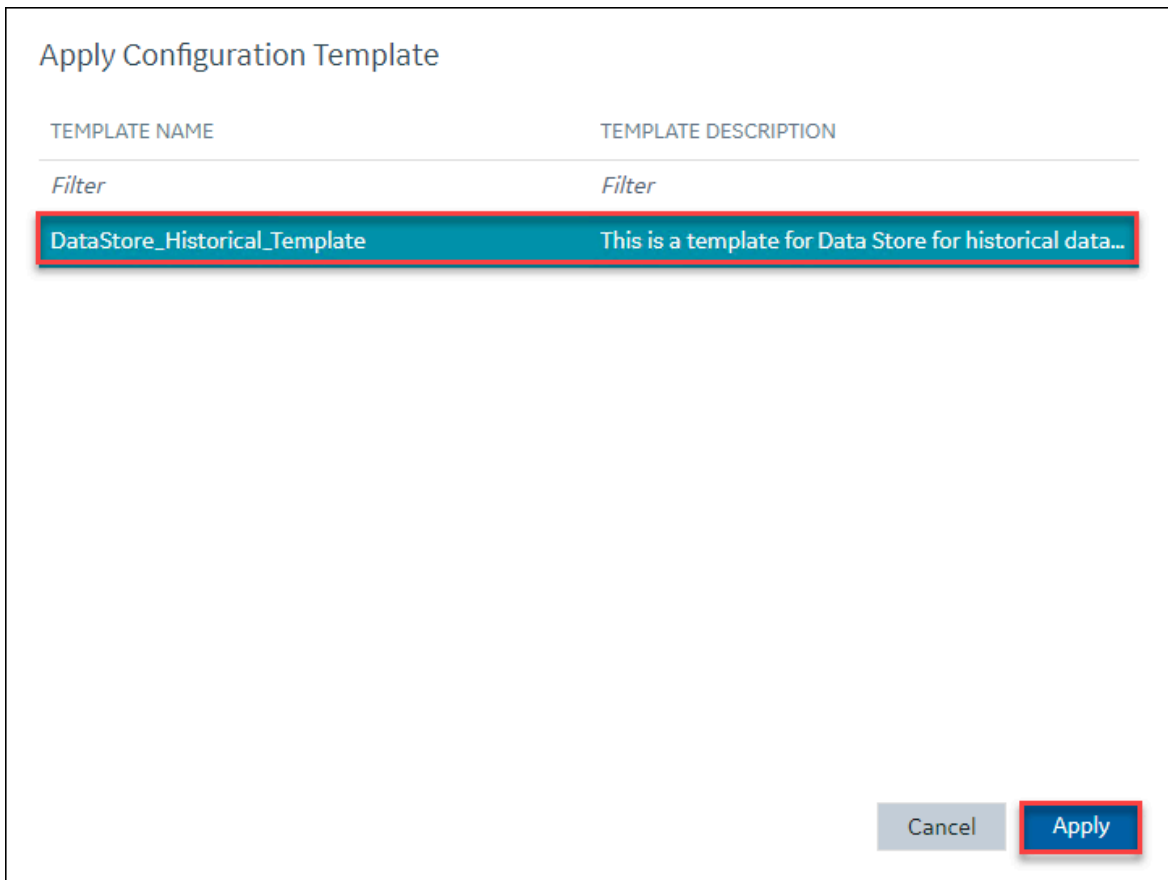 Apply Configuration Template
TEMPLATE NAME TEMPLATE DESCRIPTION
Filter Filter
DataStore_Historical_Template This is a template for Data Store for historical data...
Cancel Apply